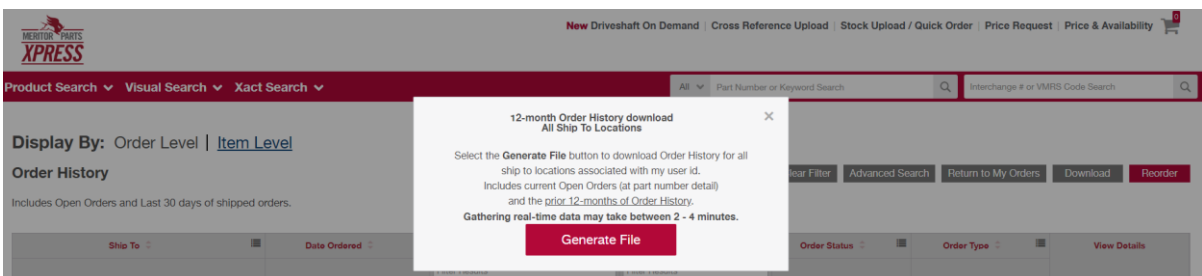 MERITOR PARTS
XPRESS
New Driveshaft On Demand | Cross Reference Upload | Stock Upload / Quick Order | Price Request | Price & Availability
0
Product Search Visual Search Xact Search
All Part Number or Keyword Search
Interchange # or VMRS Code Search
12-month Order History download
All Ship To Locations
Select the Generate File button to download Order History for all
ship to locations associated with my user id.
Includes current Open Orders (at part number detail)
and the prior 12-months of Order History.
Gathering real-time data may take between 2 - 4 minutes.
Generate File
Display By: Order Level | Item Level
Order History
Filter Advanced Search Return to My Orders Download Reorder
Includes Open Orders and Last 30 days of shipped orders.
Ship To Date Ordered Order Status Order Type View Details